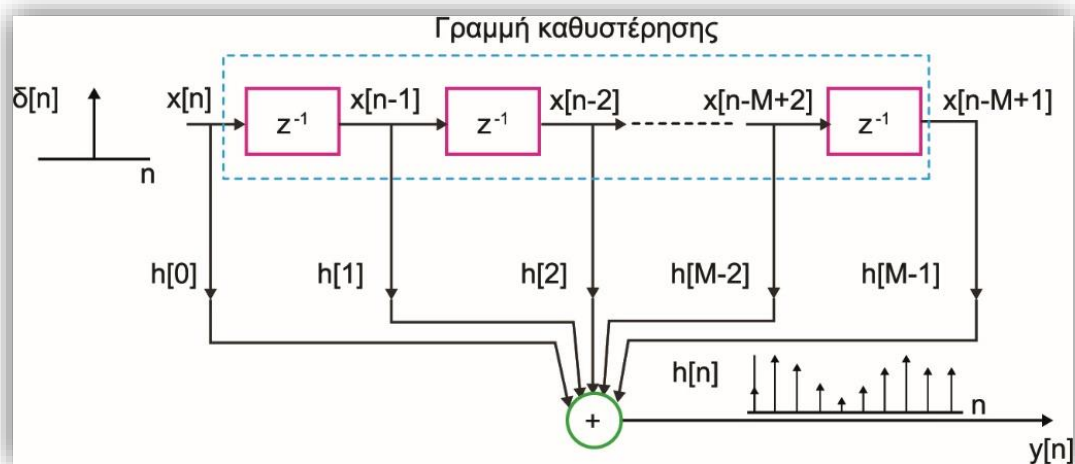 Γραμμή καθυστέρησης
δ[n] x[n] x[n-1] x[n-2] x[n-M+2] x[n-M+1]
z⁻¹ z⁻¹ z⁻¹
n
h[0] h[1] h[2] h[M-2] h[M-1]
h[n]
n
+
y[n]